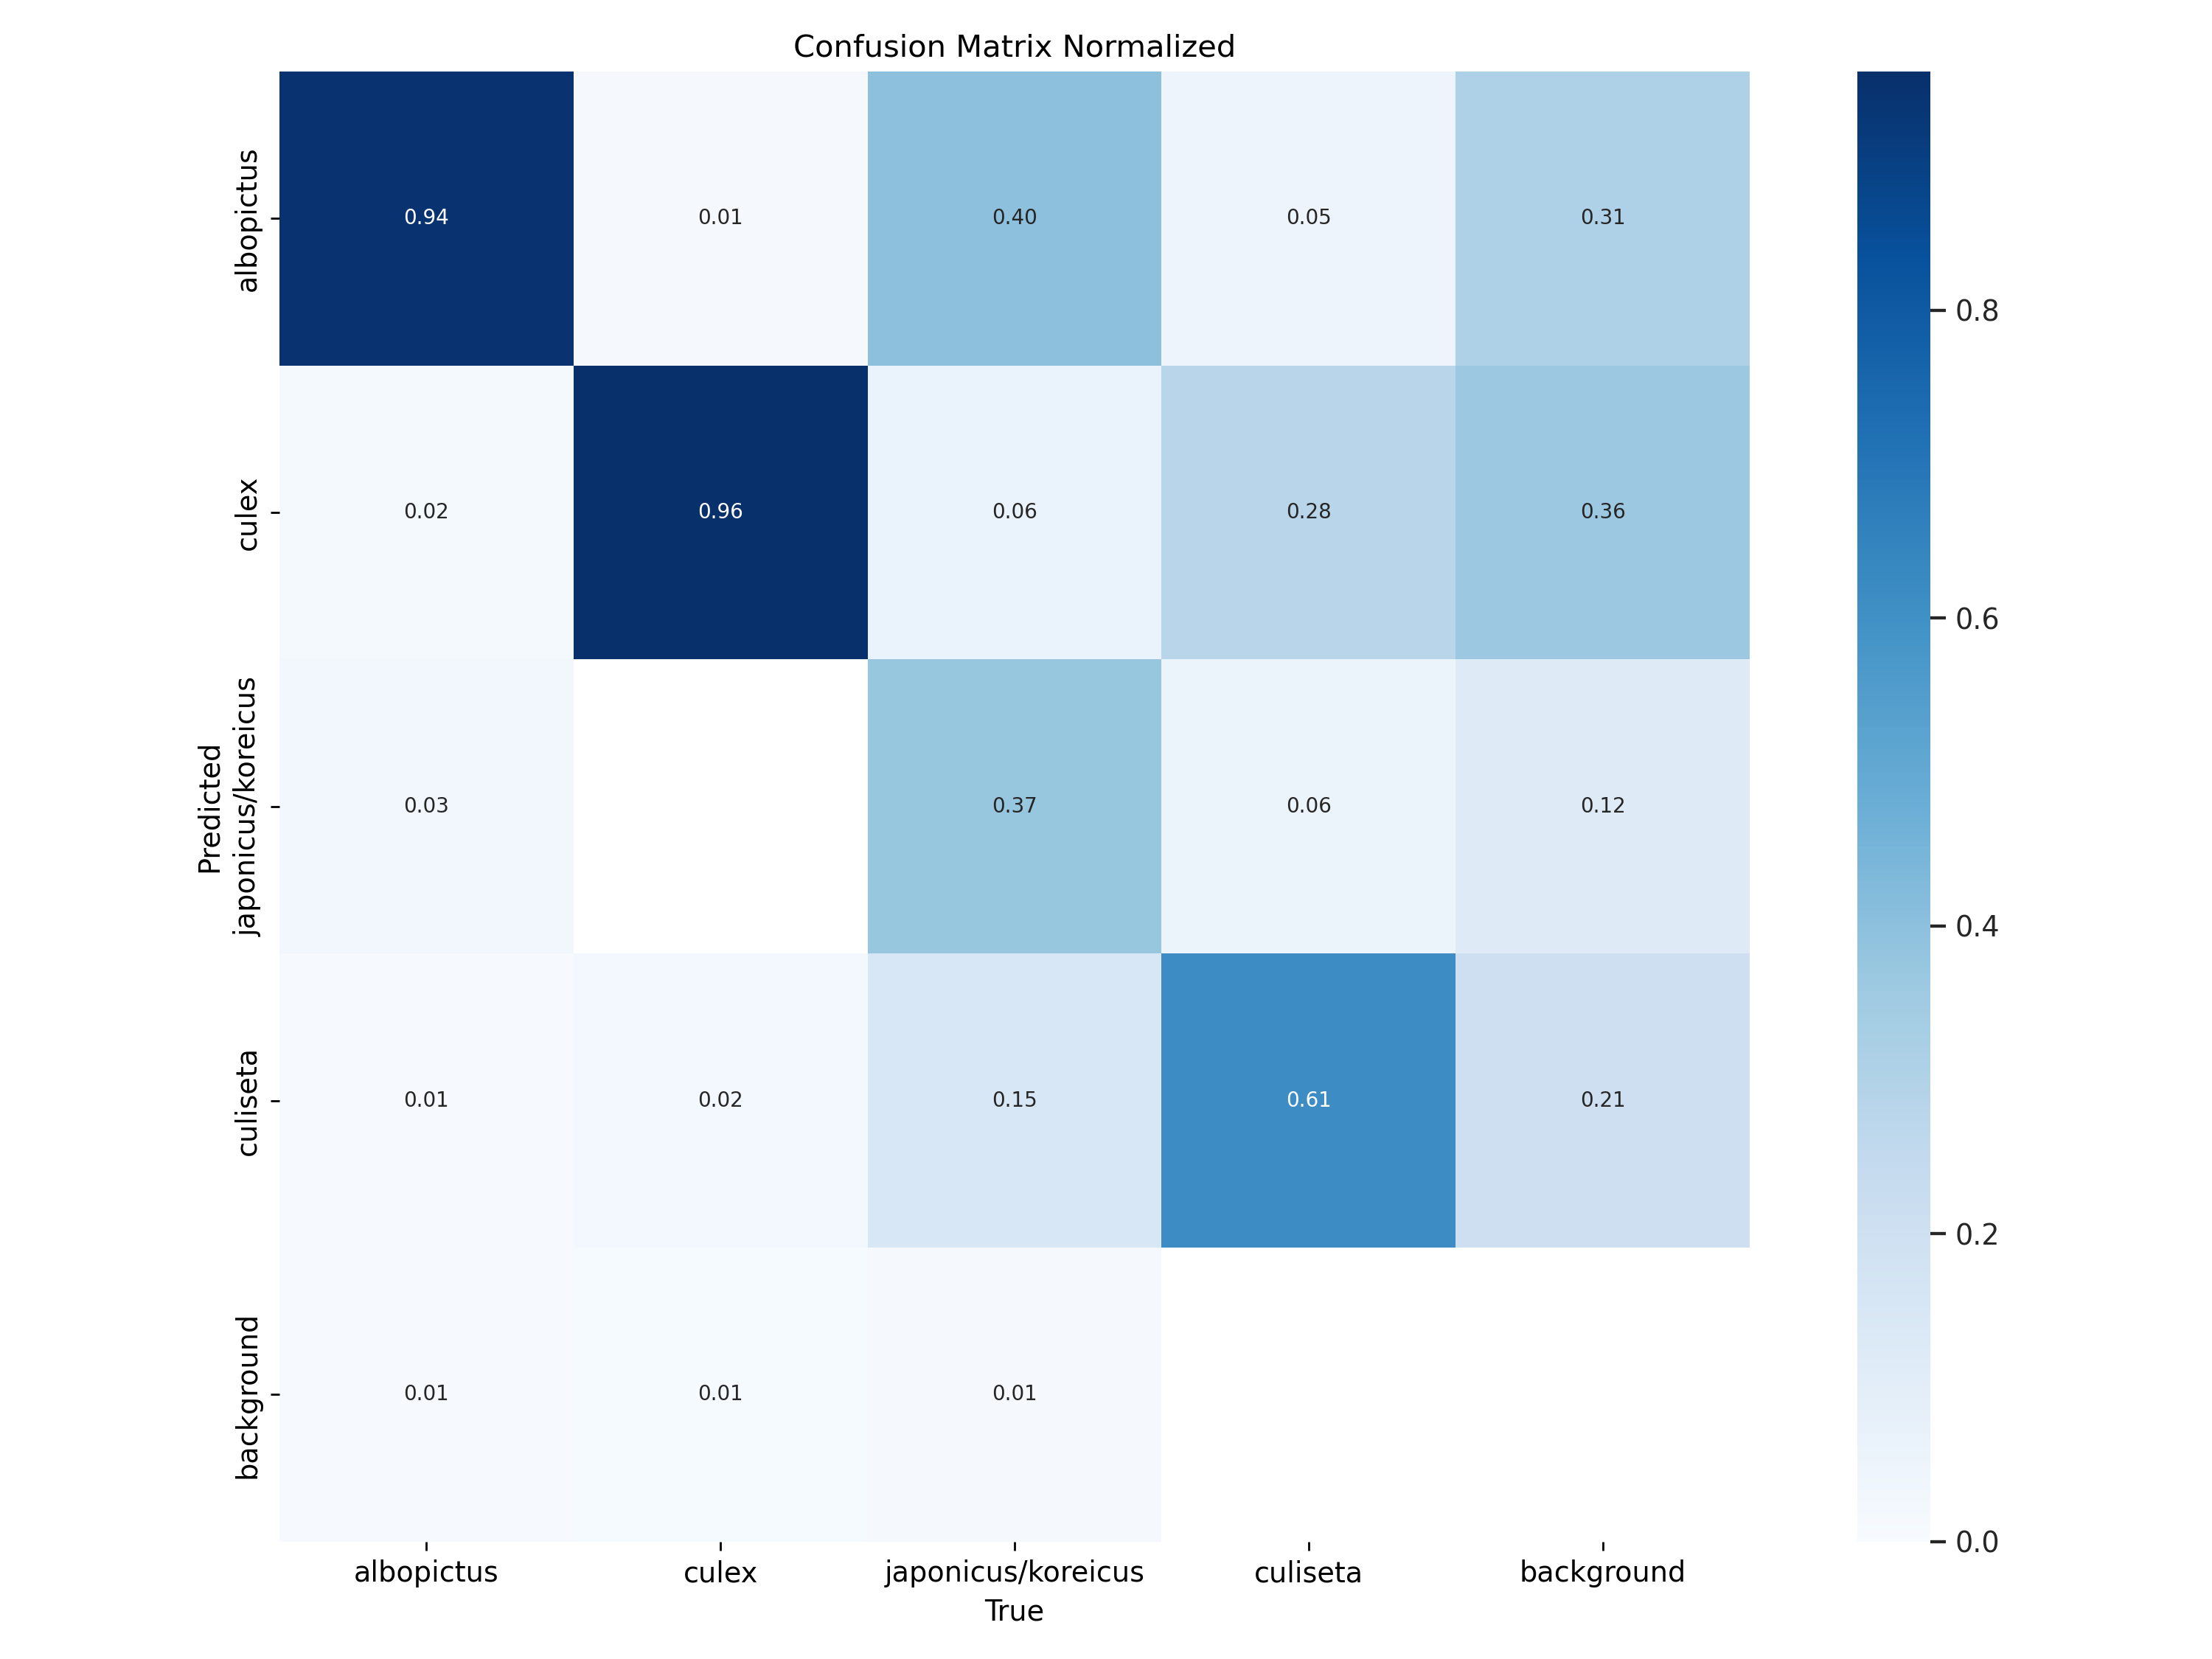 Confusion Matrix Normalized
albopictus
0.94 0.01 0.40 0.05 0.31
culex
0.02 0.96 0.06 0.28 0.36
Predicted
japonicus/koreicus
0.03 0.37 0.06 0.12
culiseta
0.01 0.02 0.15 0.61 0.21
background
0.01 0.01 0.01
albopictus culex japonicus/koreicus culiseta background
True
0.8
0.6
0.4
0.2
0.0